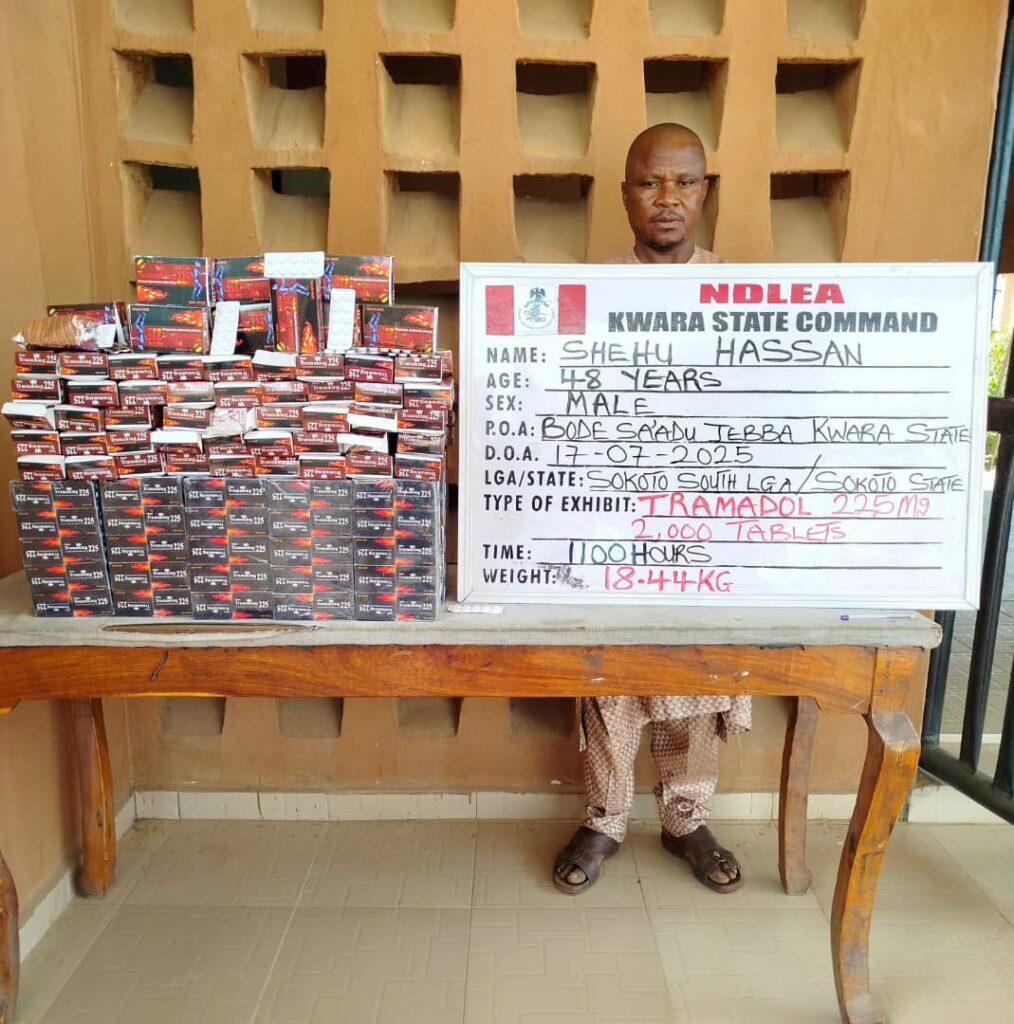 NDLEA
KWARA STATE COMMAND
NAME: SHEHU HASSAN
AGE: 48 YEARS
SEX: MALE
P.O.A: BODE SA'ADU JEBBA KWARA STATE
D.O.A. 17-07-2025
LGA/STATE: SOKOTO SOUTH LGA / SOKOTO STATE
TYPE OF EXHIBIT: TRAMADOL 225Mg
2,000 TABLETS
TIME: 1100 HOURS
WEIGHT: 18.44KG
Tramaking 225